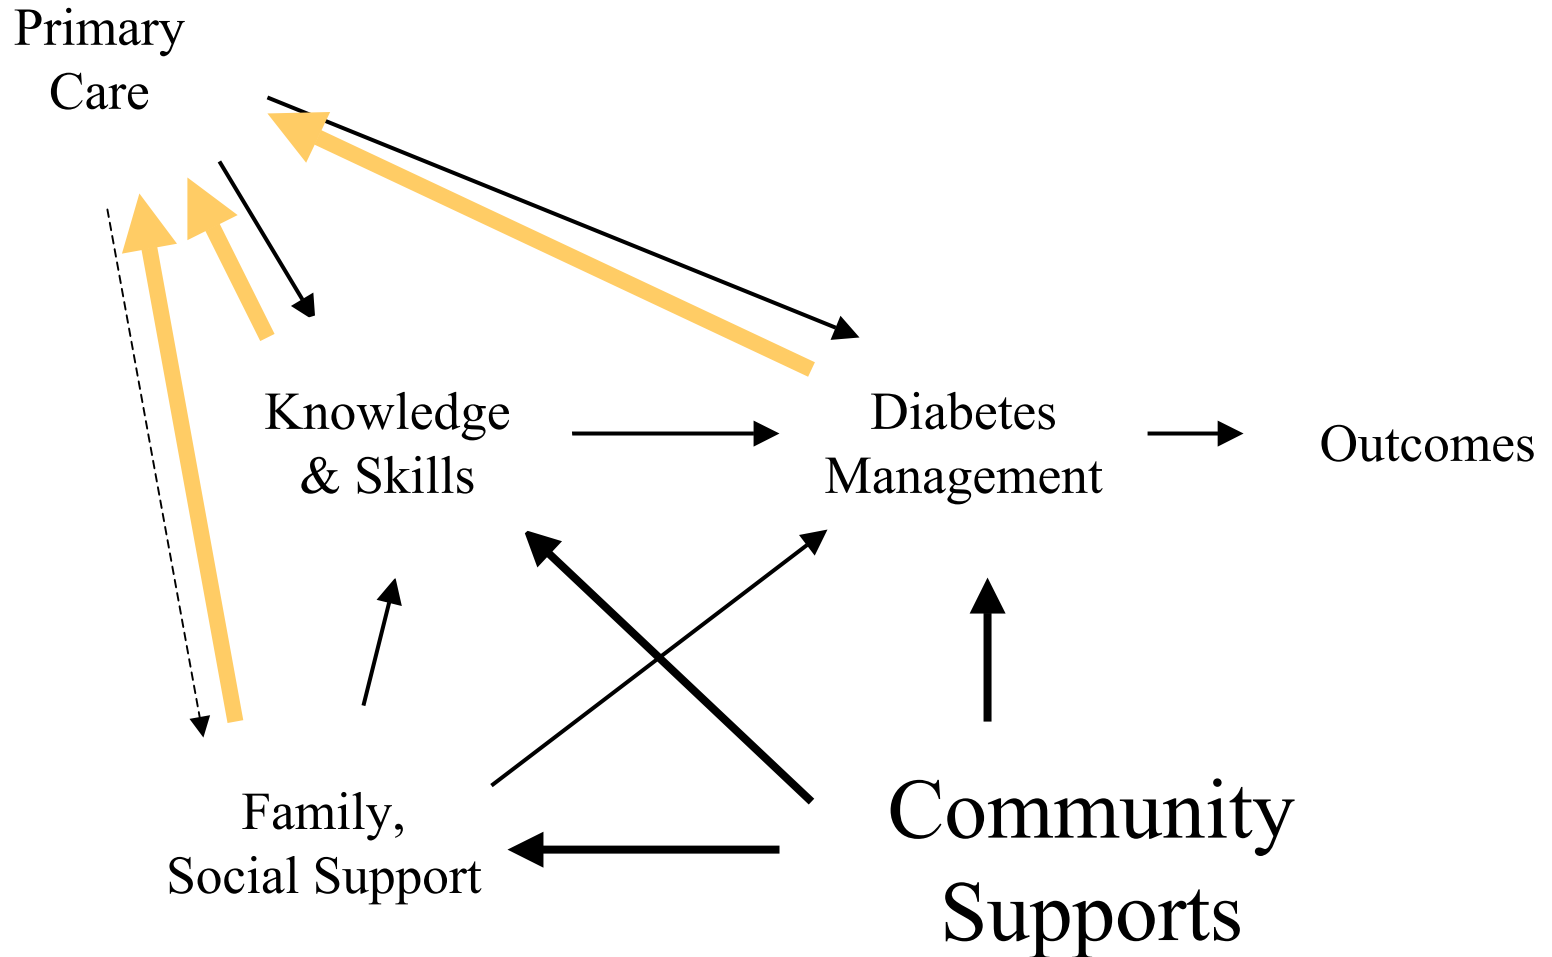 Primary
Care
Knowledge
& Skills
Diabetes
Management
Outcomes
Family,
Social Support
Community
Supports